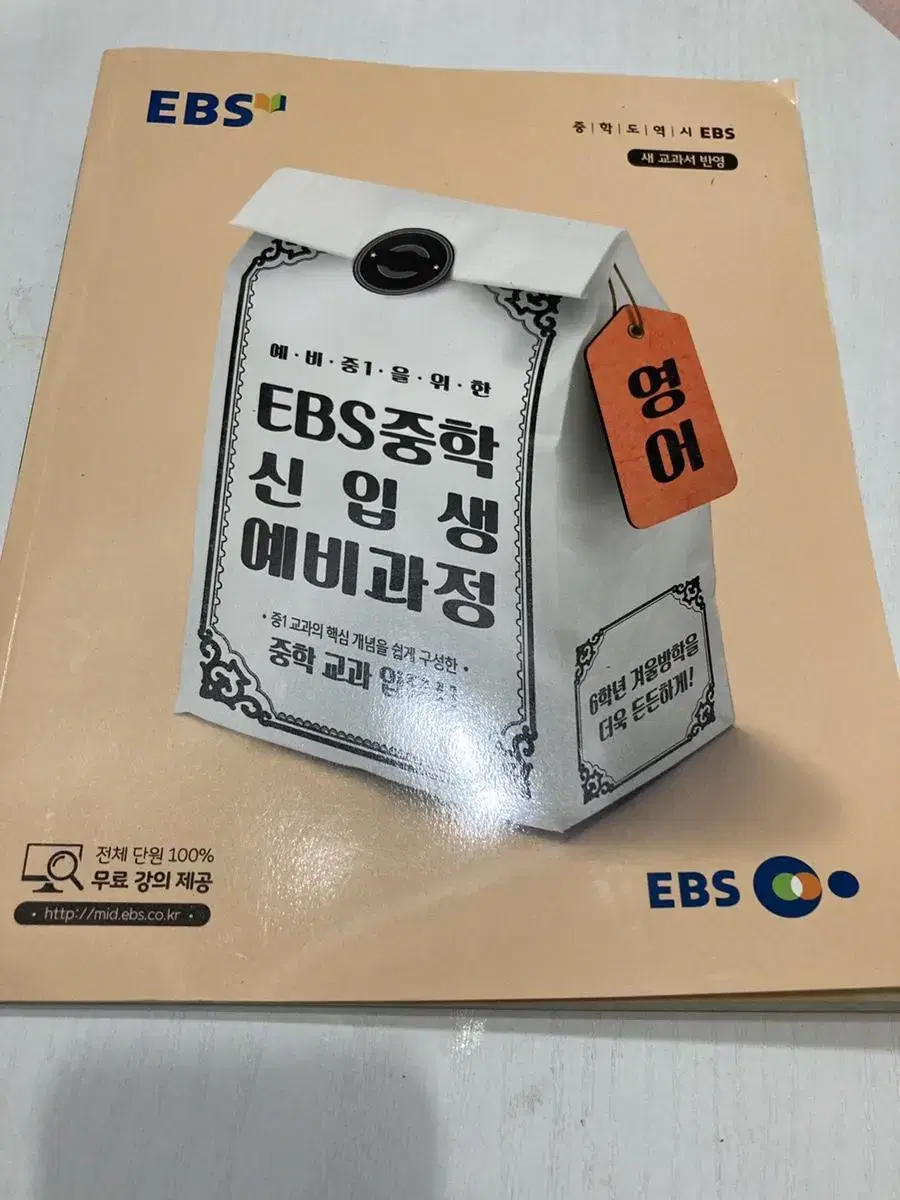 EBS
중|학|도|역|시 EBS
새 교과서 반영
예·비·중1·을·위·한
EBS중학
신입생
예비과정
영어
• 중1 교과의 핵심 개념을 쉽게 구성한 •
중학 교과
6학년 겨울방학을
더욱 든든하게!
전체 단원 100%
무료 강의 제공
• http://mid.ebs.co.kr •
EBS